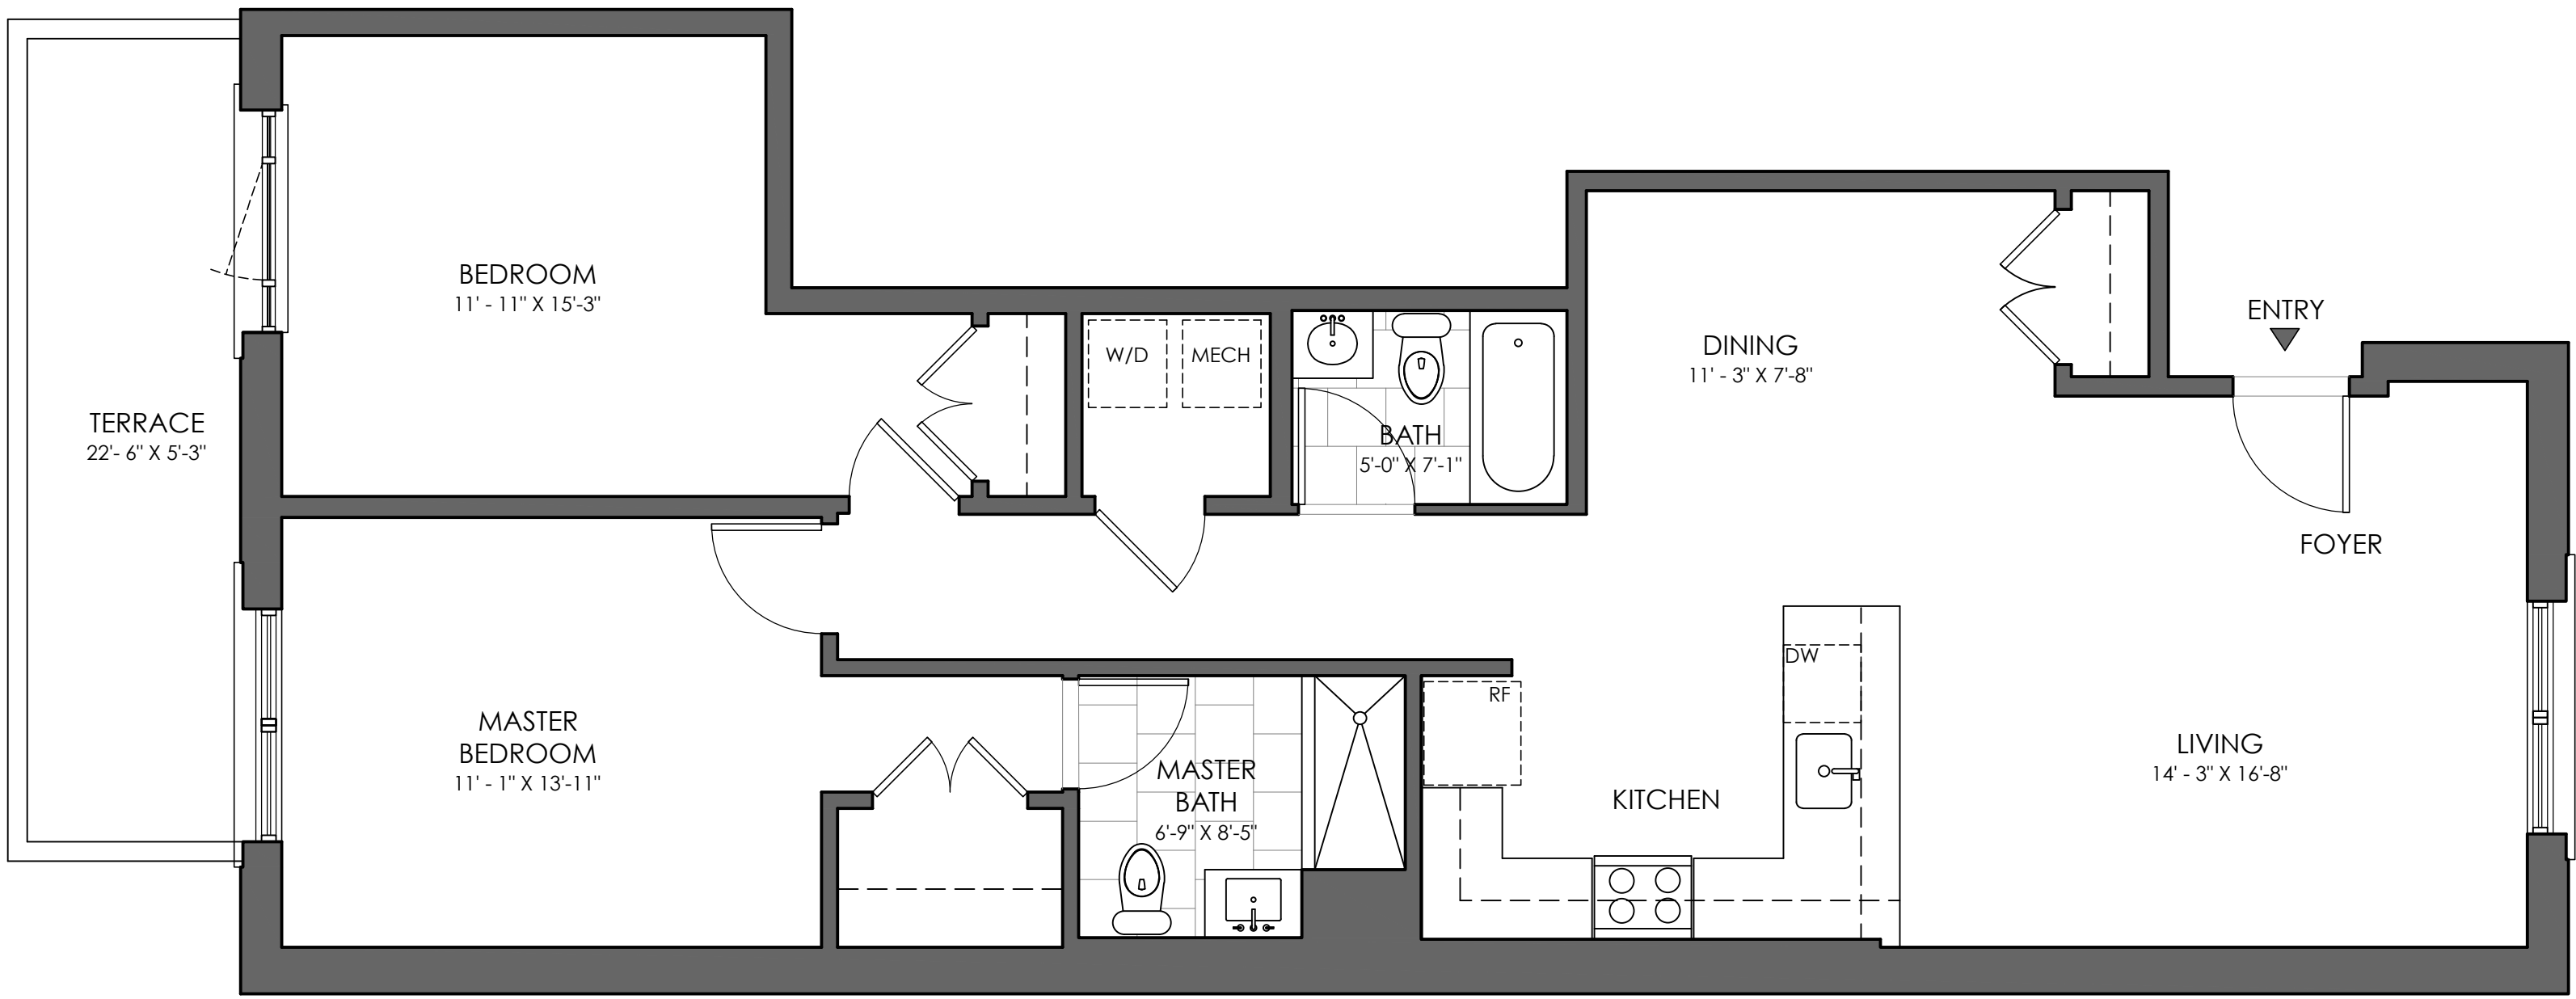 BEDROOM
11' - 11" X 15'-3"
TERRACE
22'- 6" X 5'-3"
W/D
MECH
BATH
5'-0" X 7'-1"
DINING
11' - 3" X 7'-8"
ENTRY
FOYER
MASTER
BEDROOM
11' - 1" X 13'-11"
MASTER
BATH
6'-9" X 8'-5"
RF
KITCHEN
DW
LIVING
14' - 3" X 16'-8"